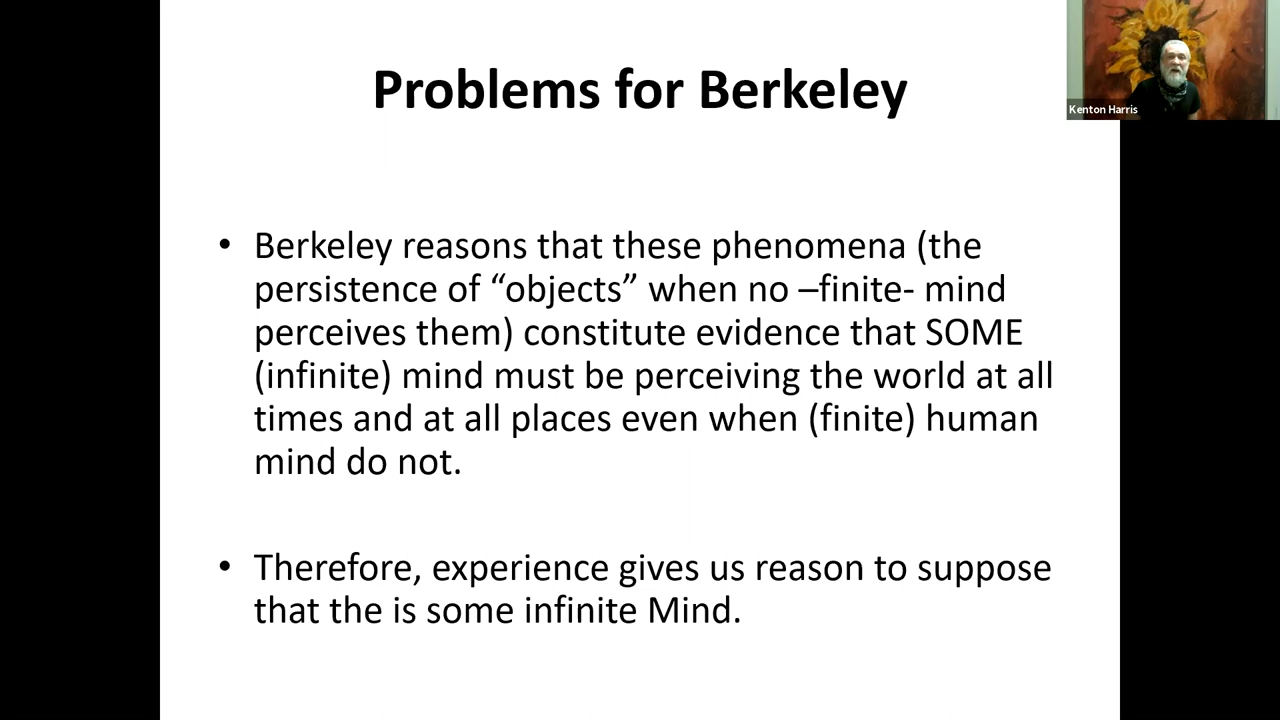 Problems for Berkeley
Kenton Harris
• Berkeley reasons that these phenomena (the
persistence of “objects” when no –finite- mind
perceives them) constitute evidence that SOME
(infinite) mind must be perceiving the world at all
times and at all places even when (finite) human
mind do not.
• Therefore, experience gives us reason to suppose
that the is some infinite Mind.